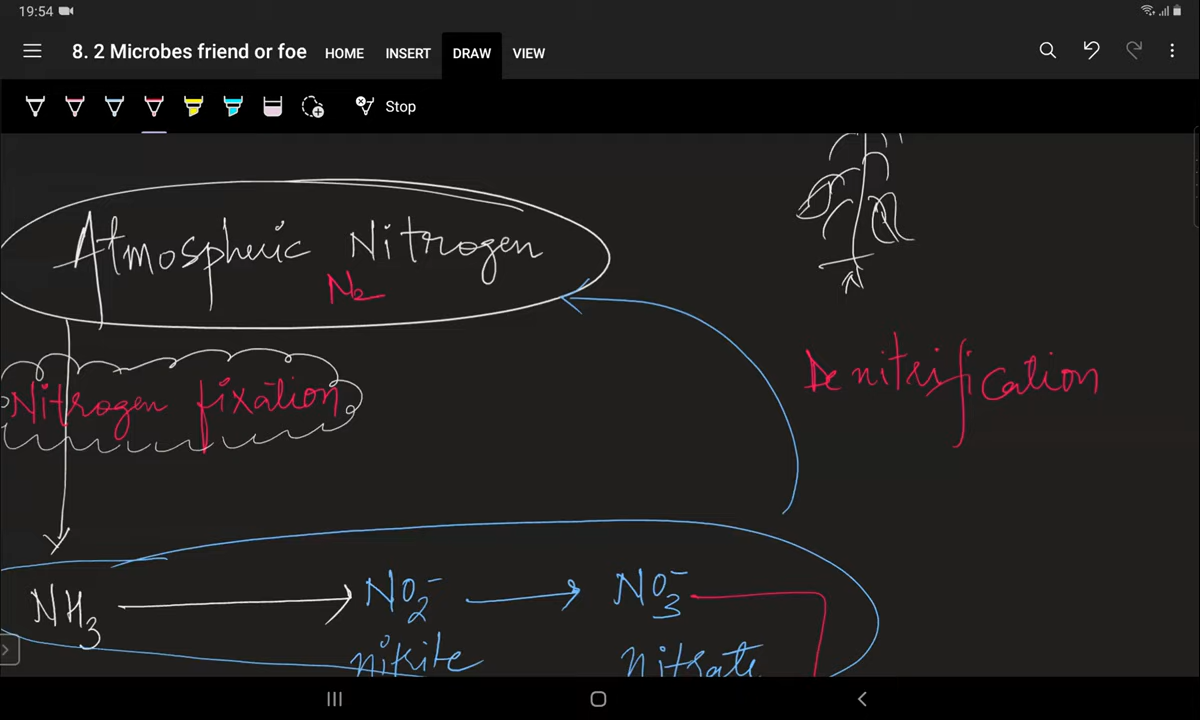 19:54
8. 2 Microbes friend or foe HOME INSERT DRAW VIEW
Stop
Atmospheric Nitrogen
N2
Denitrification
Nitrogen fixation
NH3 → NO2- → NO3-
nitrite nitrate